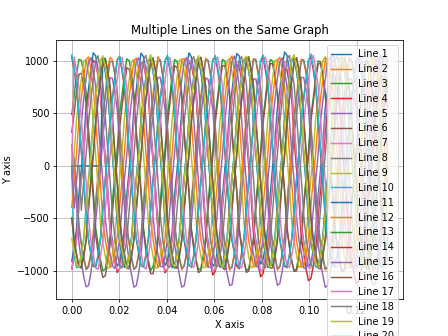 Multiple Lines on the Same Graph
1000
500
0
−500
−1000
Y axis
0.00
0.02
0.04
0.06
0.08
0.10
X axis
Line 1
Line 2
Line 3
Line 4
Line 5
Line 6
Line 7
Line 8
Line 9
Line 10
Line 11
Line 12
Line 13
Line 14
Line 15
Line 16
Line 17
Line 18
Line 19
Line 20